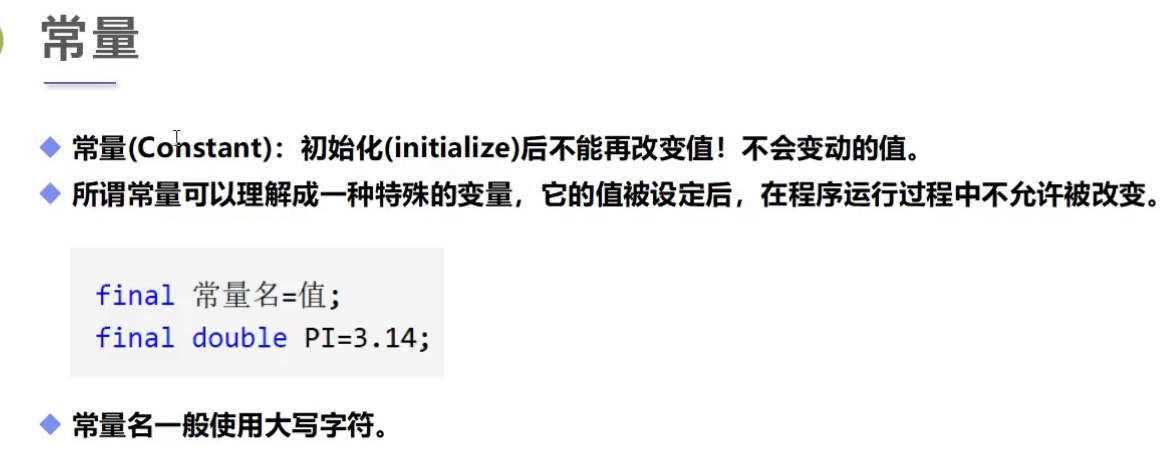 常量
常量(Constant)：初始化(initialize)后不能再改变值！不会变动的值。
所谓常量可以理解成一种特殊的变量，它的值被设定后，在程序运行过程中不允许被改变。
final 常量名=值;
final double PI=3.14;
常量名一般使用大写字符。